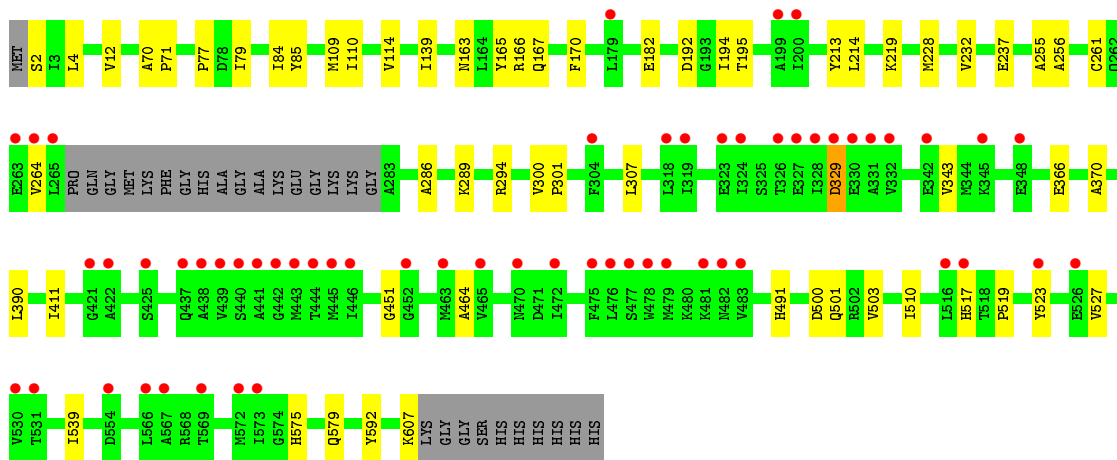 MET S2 I3 L4 V12 A70 P71 P77 D78 I79 I84 Y85 M109 I110 V114 I139 N163 L164 Y165 R166 Q167 F170 L179 E182 D192 G193 I194 T195 A199 I200 Y213 L214 K219 M228 V232 E237 A255 A256 C261 Q262
E263 V264 L265 PRO GLN GLY MET LYS PHE GLY HIS ALA GLY ALA LYS GLU GLY LYS LYS GLY A283 A286 K289 R294 V300 P301 F304 L307 L318 I319 E323 I324 S325 T326 E327 I328 D329 E330 A331 V332 E342 V343 N344 K345 E348 E366 A370
L390 I411 G421 A422 S425 Q437 A438 V439 S440 A441 G442 M443 T444 M445 I446 G451 G452 M463 A464 V465 N470 D471 I472 F475 L476 S477 W478 M479 K480 K481 N482 V483 H491 D500 Q501 R502 V503 I510 L516 H517 T518 P519 Y523 E526 V527
V530 T531 I539 D554 L566 A567 R568 T569 M572 I573 G574 H575 Q579 Y592 K607 LYS GLY GLY SER HIS HIS HIS HIS HIS HIS